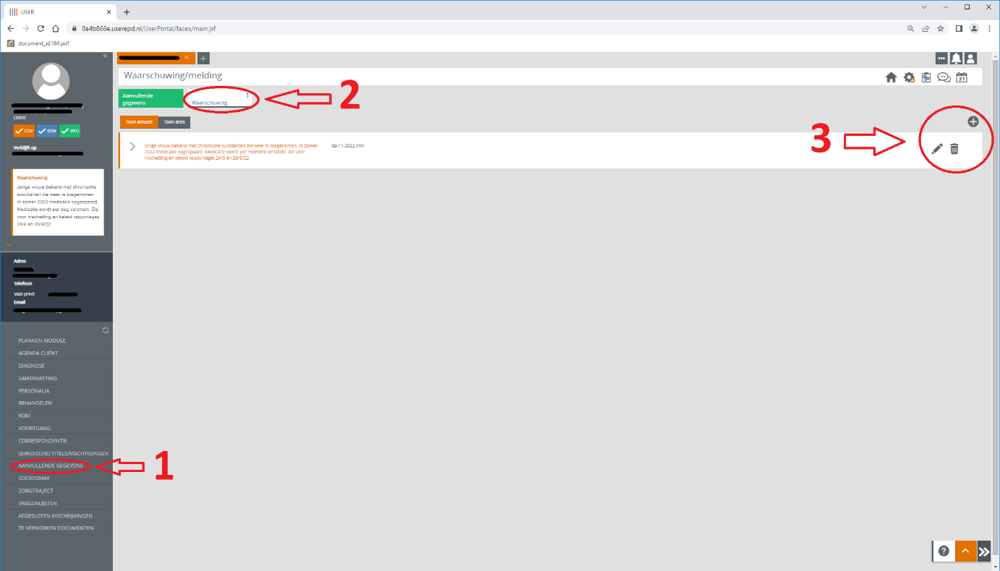 USER
0a4b866e.userepd.nl/UserPortal/faces/main.jsf
document_id184.pdf
Cliënt
COV
BSN
WID
Verblijft op
Waarschuwing
Jonge vrouw bekend met chronische
suïcidaliteit die weer is toegenomen.
In zomer 2022 medicatie opgespaard.
Medicatie wordt per dag verstrekt. Zie
voor inschatting en beleid rapportages
24/8 en 28/9/22
Adres
Telefoon
Vast privé
Email
PLANNEN MODULE
AGENDA CLIËNT
DIAGNOSE
SAMENVATTING
PERSONALIA
BEHANDELEN
ROM
VOORTGANG
CORRESPONDENTIE
(JURIDISCHE) TITELS/MACHTIGINGEN
AANVULLENDE GEGEVENS
SOCIOGRAM
ZORGTRAJECT
VRAGENLIJSTEN
AFGESLOTEN INSCHRIJVINGEN
TE VERWERKEN DOCUMENTEN
1
Waarschuwing/melding
31
Aanvullende
gegevens
1
Waarschuwing
2
Toon actueel
Toon alles
Jonge vrouw bekend met chronische suïcidaliteit die weer is toegenomen. In zomer
2022 medicatie opgespaard. Medicatie wordt per moment verstrekt. Zie voor
inschatting en beleid rapportages 24/8 en 28/9/22
09-11-2022 t/m
3